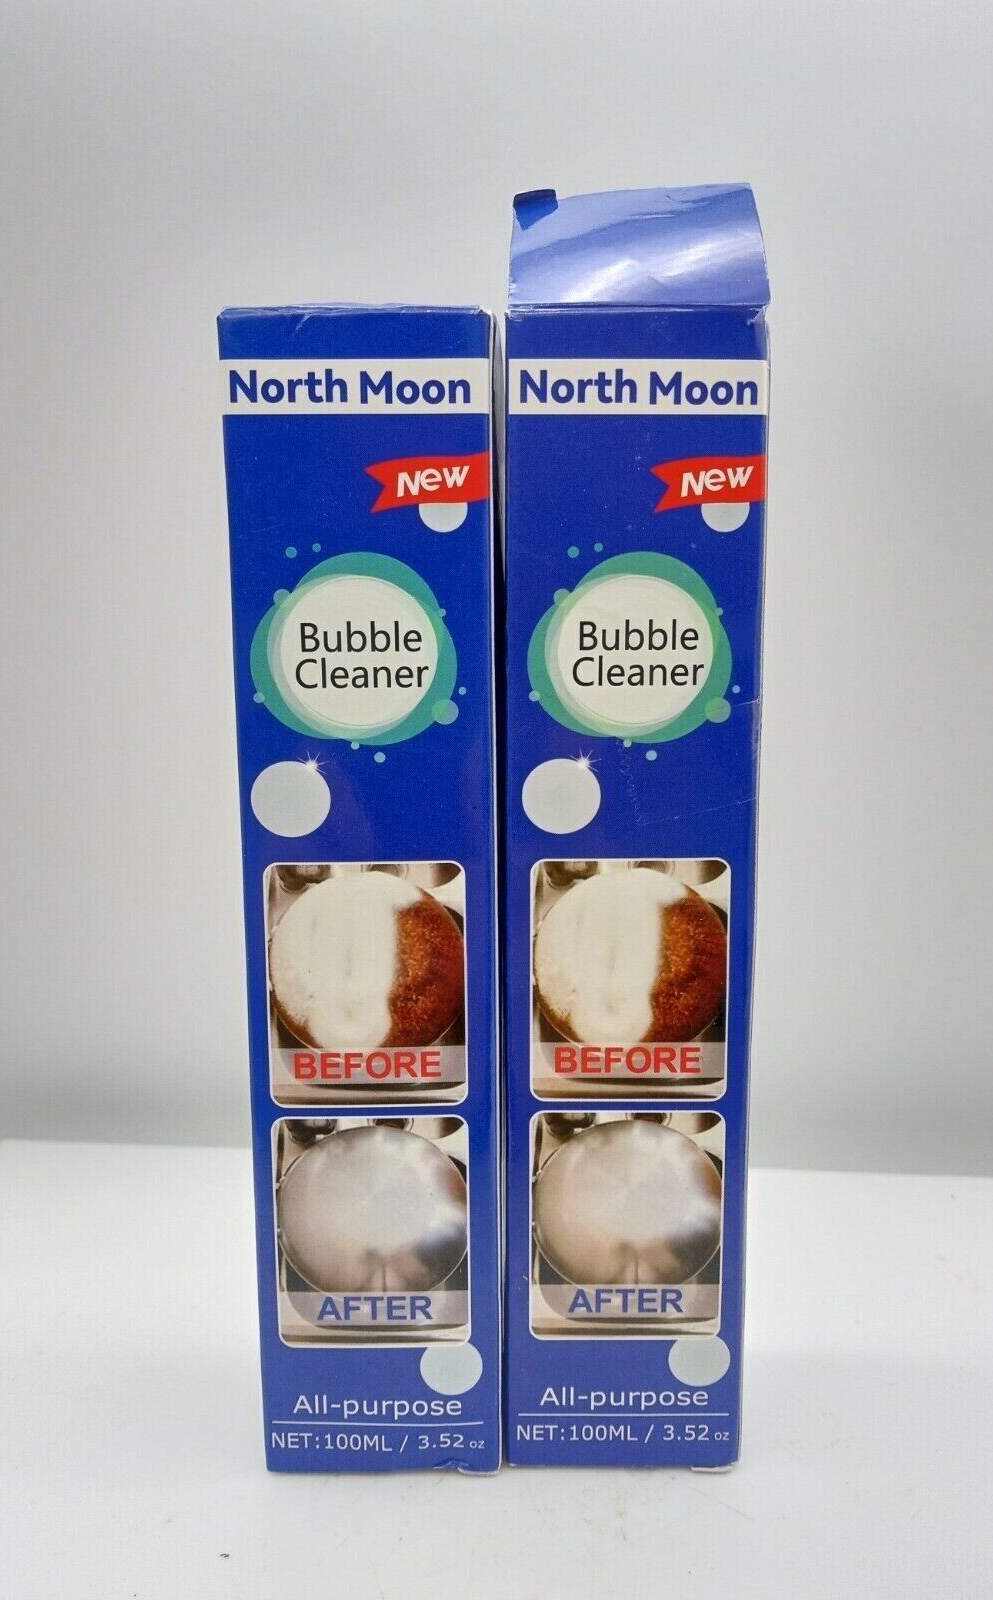 North Moon
New
Bubble
Cleaner
BEFORE
AFTER
All-purpose
NET:100ML / 3.52 oz
North Moon
New
Bubble
Cleaner
BEFORE
AFTER
All-purpose
NET:100ML / 3.52 oz